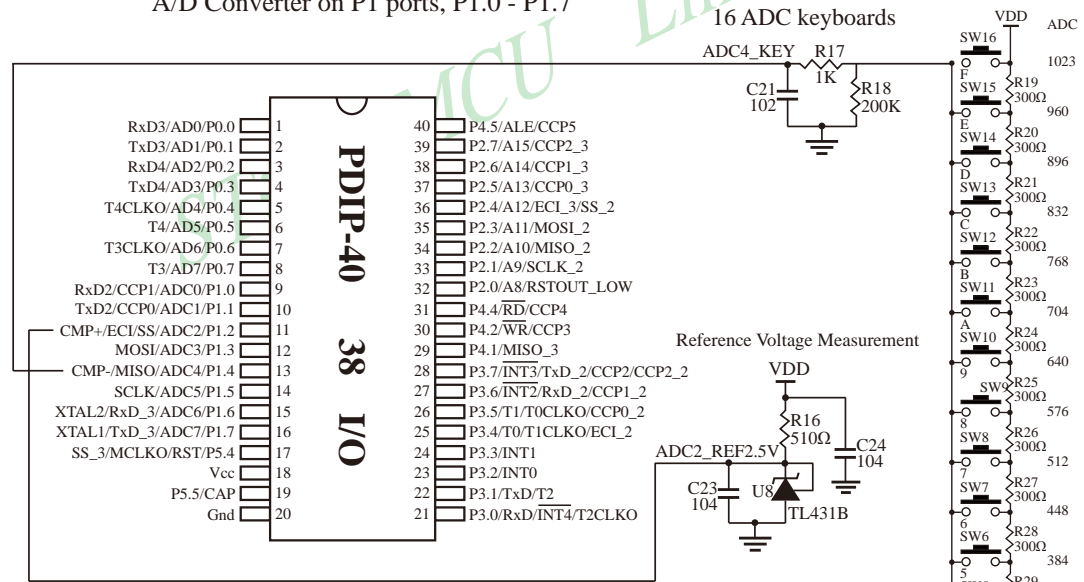 A/D Converter on P1 ports, P1.0 - P1.7
16 ADC keyboards
VDD
ADC
ADC4_KEY
R17
1K
C21
102
R18
200K
SW16
1023
F
R19
300Ω
SW15
960
E
R20
300Ω
SW14
896
D
R21
300Ω
SW13
832
C
R22
300Ω
SW12
768
B
R23
300Ω
SW11
704
A
R24
300Ω
SW10
640
9
R25
300Ω
SW9
576
8
R26
300Ω
SW8
512
7
R27
300Ω
SW7
448
6
R28
300Ω
SW6
384
5
R29
PDIP-40 38 I/O
RxD3/AD0/P0.0 1
TxD3/AD1/P0.1 2
RxD4/AD2/P0.2 3
TxD4/AD3/P0.3 4
T4CLKO/AD4/P0.4 5
T4/AD5/P0.5 6
T3CLKO/AD6/P0.6 7
T3/AD7/P0.7 8
RxD2/CCP1/ADC0/P1.0 9
TxD2/CCP0/ADC1/P1.1 10
CMP+/ECI/SS/ADC2/P1.2 11
MOSI/ADC3/P1.3 12
CMP-/MISO/ADC4/P1.4 13
SCLK/ADC5/P1.5 14
XTAL2/RxD_3/ADC6/P1.6 15
XTAL1/TxD_3/ADC7/P1.7 16
SS_3/MCLKO/RST/P5.4 17
Vcc 18
P5.5/CAP 19
Gnd 20
40 P4.5/ALE/CCP5
39 P2.7/A15/CCP2_3
38 P2.6/A14/CCP1_3
37 P2.5/A13/CCP0_3
36 P2.4/A12/ECI_3/SS_2
35 P2.3/A11/MOSI_2
34 P2.2/A10/MISO_2
33 P2.1/A9/SCLK_2
32 P2.0/A8/RSTOUT_LOW
31 P4.4/RD/CCP4
30 P4.2/WR/CCP3
29 P4.1/MISO_3
28 P3.7/INT3/TxD_2/CCP2/CCP2_2
27 P3.6/INT2/RxD_2/CCP1_2
26 P3.5/T1/T0CLKO/CCP0_2
25 P3.4/T0/T1CLKO/ECI_2
24 P3.3/INT1
23 P3.2/INT0
22 P3.1/TxD/T2
21 P3.0/RxD/INT4/T2CLKO
Reference Voltage Measurement
VDD
R16
510Ω
ADC2_REF2.5V
C24
104
C23
104
U8
TL431B
MCU